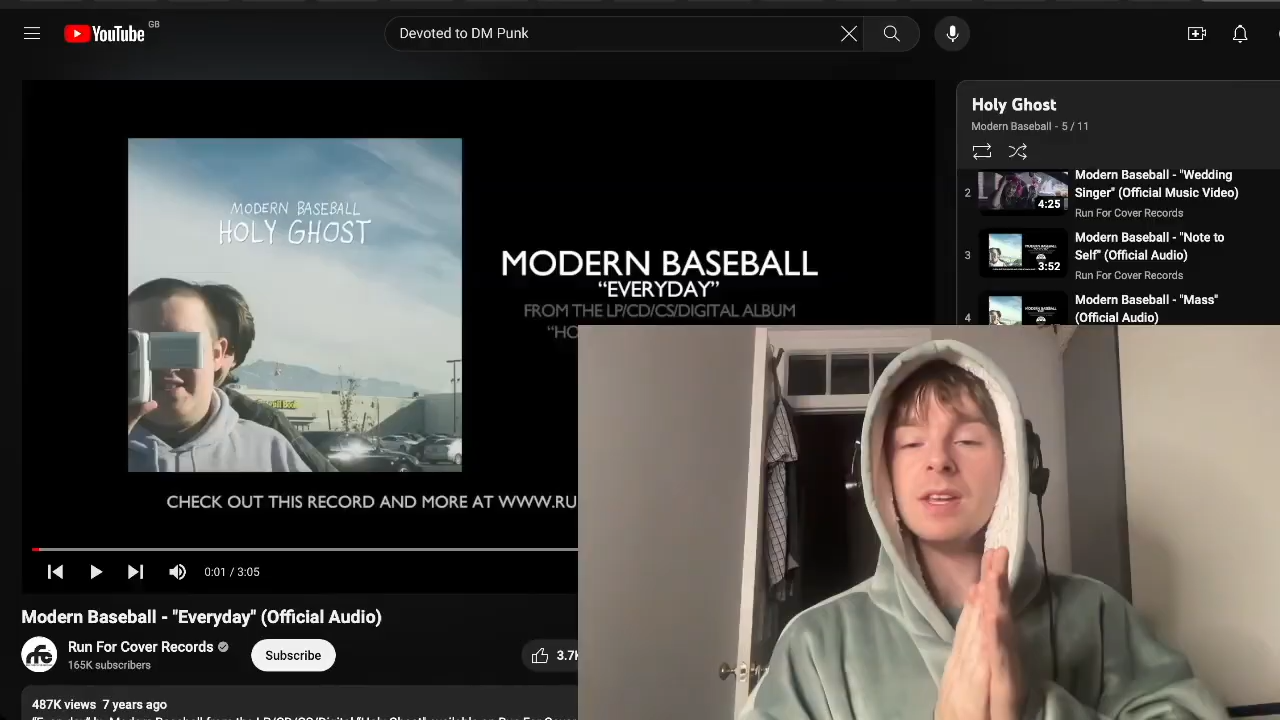 YouTube
GB
Devoted to DM Punk
MODERN BASEBALL
HOLY GHOST
MODERN BASEBALL
“EVERYDAY”
FROM THE LP/CD/CS/DIGITAL ALBUM
“HO
CHECK OUT THIS RECORD AND MORE AT WWW.RU
0:01 / 3:05
Modern Baseball - "Everyday" (Official Audio)
Run For Cover Records
165K subscribers
Subscribe
3.7K
487K views 7 years ago
Holy Ghost
Modern Baseball - 5 / 11
2
4:25
Modern Baseball - "Wedding
Singer" (Official Music Video)
Run For Cover Records
3
3:52
Modern Baseball - "Note to
Self" (Official Audio)
Run For Cover Records
4
Modern Baseball - "Mass"
(Official Audio)